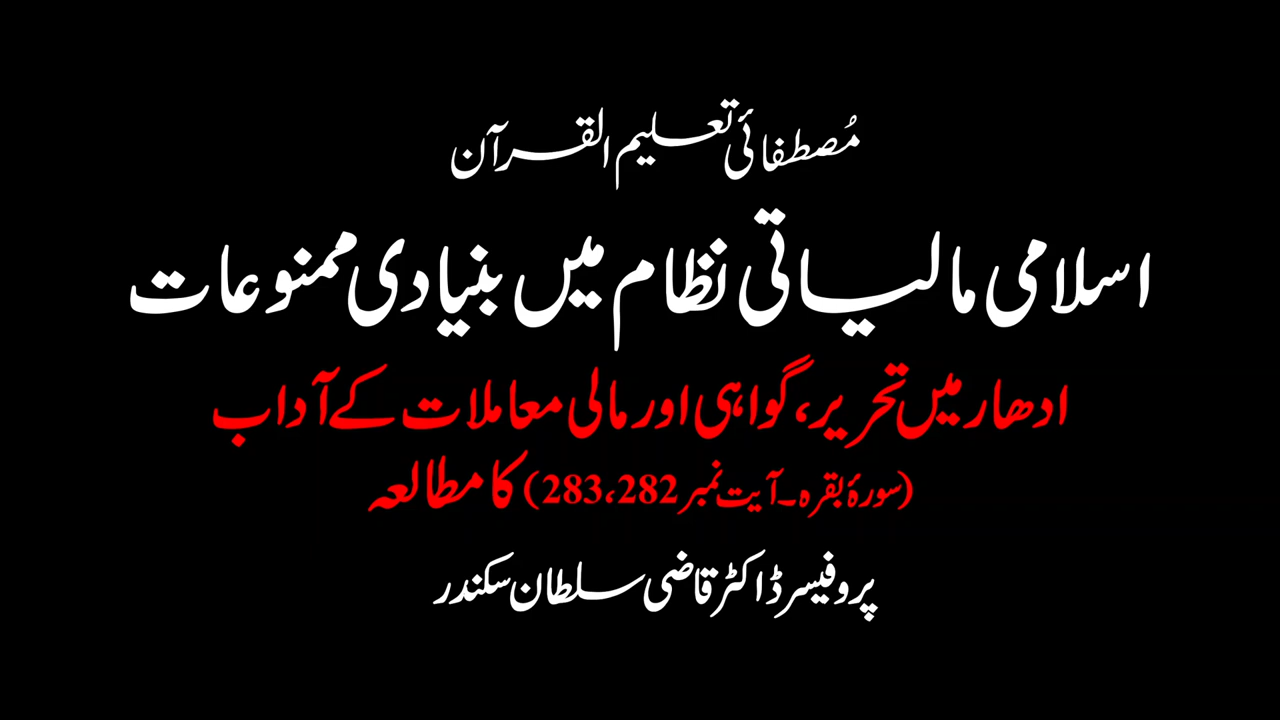 مُصطفائی تعلیم القرآن
اسلامی مالیاتی نظام میں بنیادی ممنوعات
ادھار میں تحریر، گواہی اور مالی معاملات کے آداب
(سورۂ بقرہ۔ آیت نمبر 282، 283) کا مطالعہ
پروفیسر ڈاکٹر قاضی سلطان سکندر